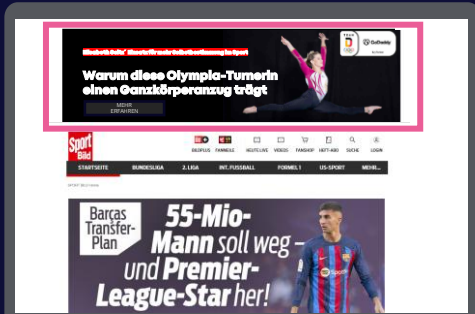 Warum diese Olympia-Turnerin
einen Ganzkörperanzug trägt
MEHR
ERFAHREN
GoDaddy
Sport
Bild
BILDPLUS FANMEILE HEUTE LIVE VIDEOS FANSHOP HEFT-ABO SUCHE LOGIN
STARTSEITE BUNDESLIGA 2. LIGA INT. FUSSBALL FORMEL 1 US-SPORT MEHR...
Barças
Transfer-
Plan
55-Mio-
Mann soll weg –
und Premier-
League-Star her!